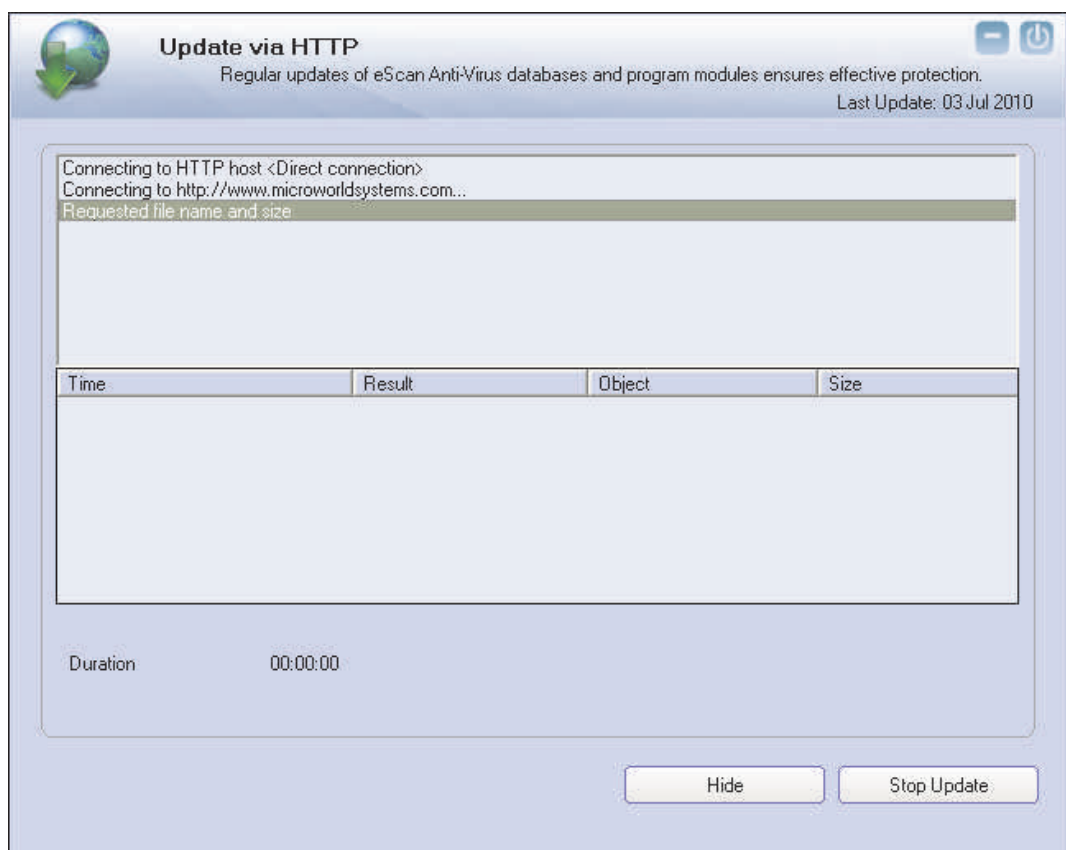 Update via HTTP
Regular updates of eScan Anti-Virus databases and program modules ensures effective protection.
Last Update: 03 Jul 2010
Connecting to HTTP host <Direct connection>
Connecting to http://www.microworldsystems.com...
Requested file name and size
Time Result Object Size
Duration 00:00:00
Hide Stop Update